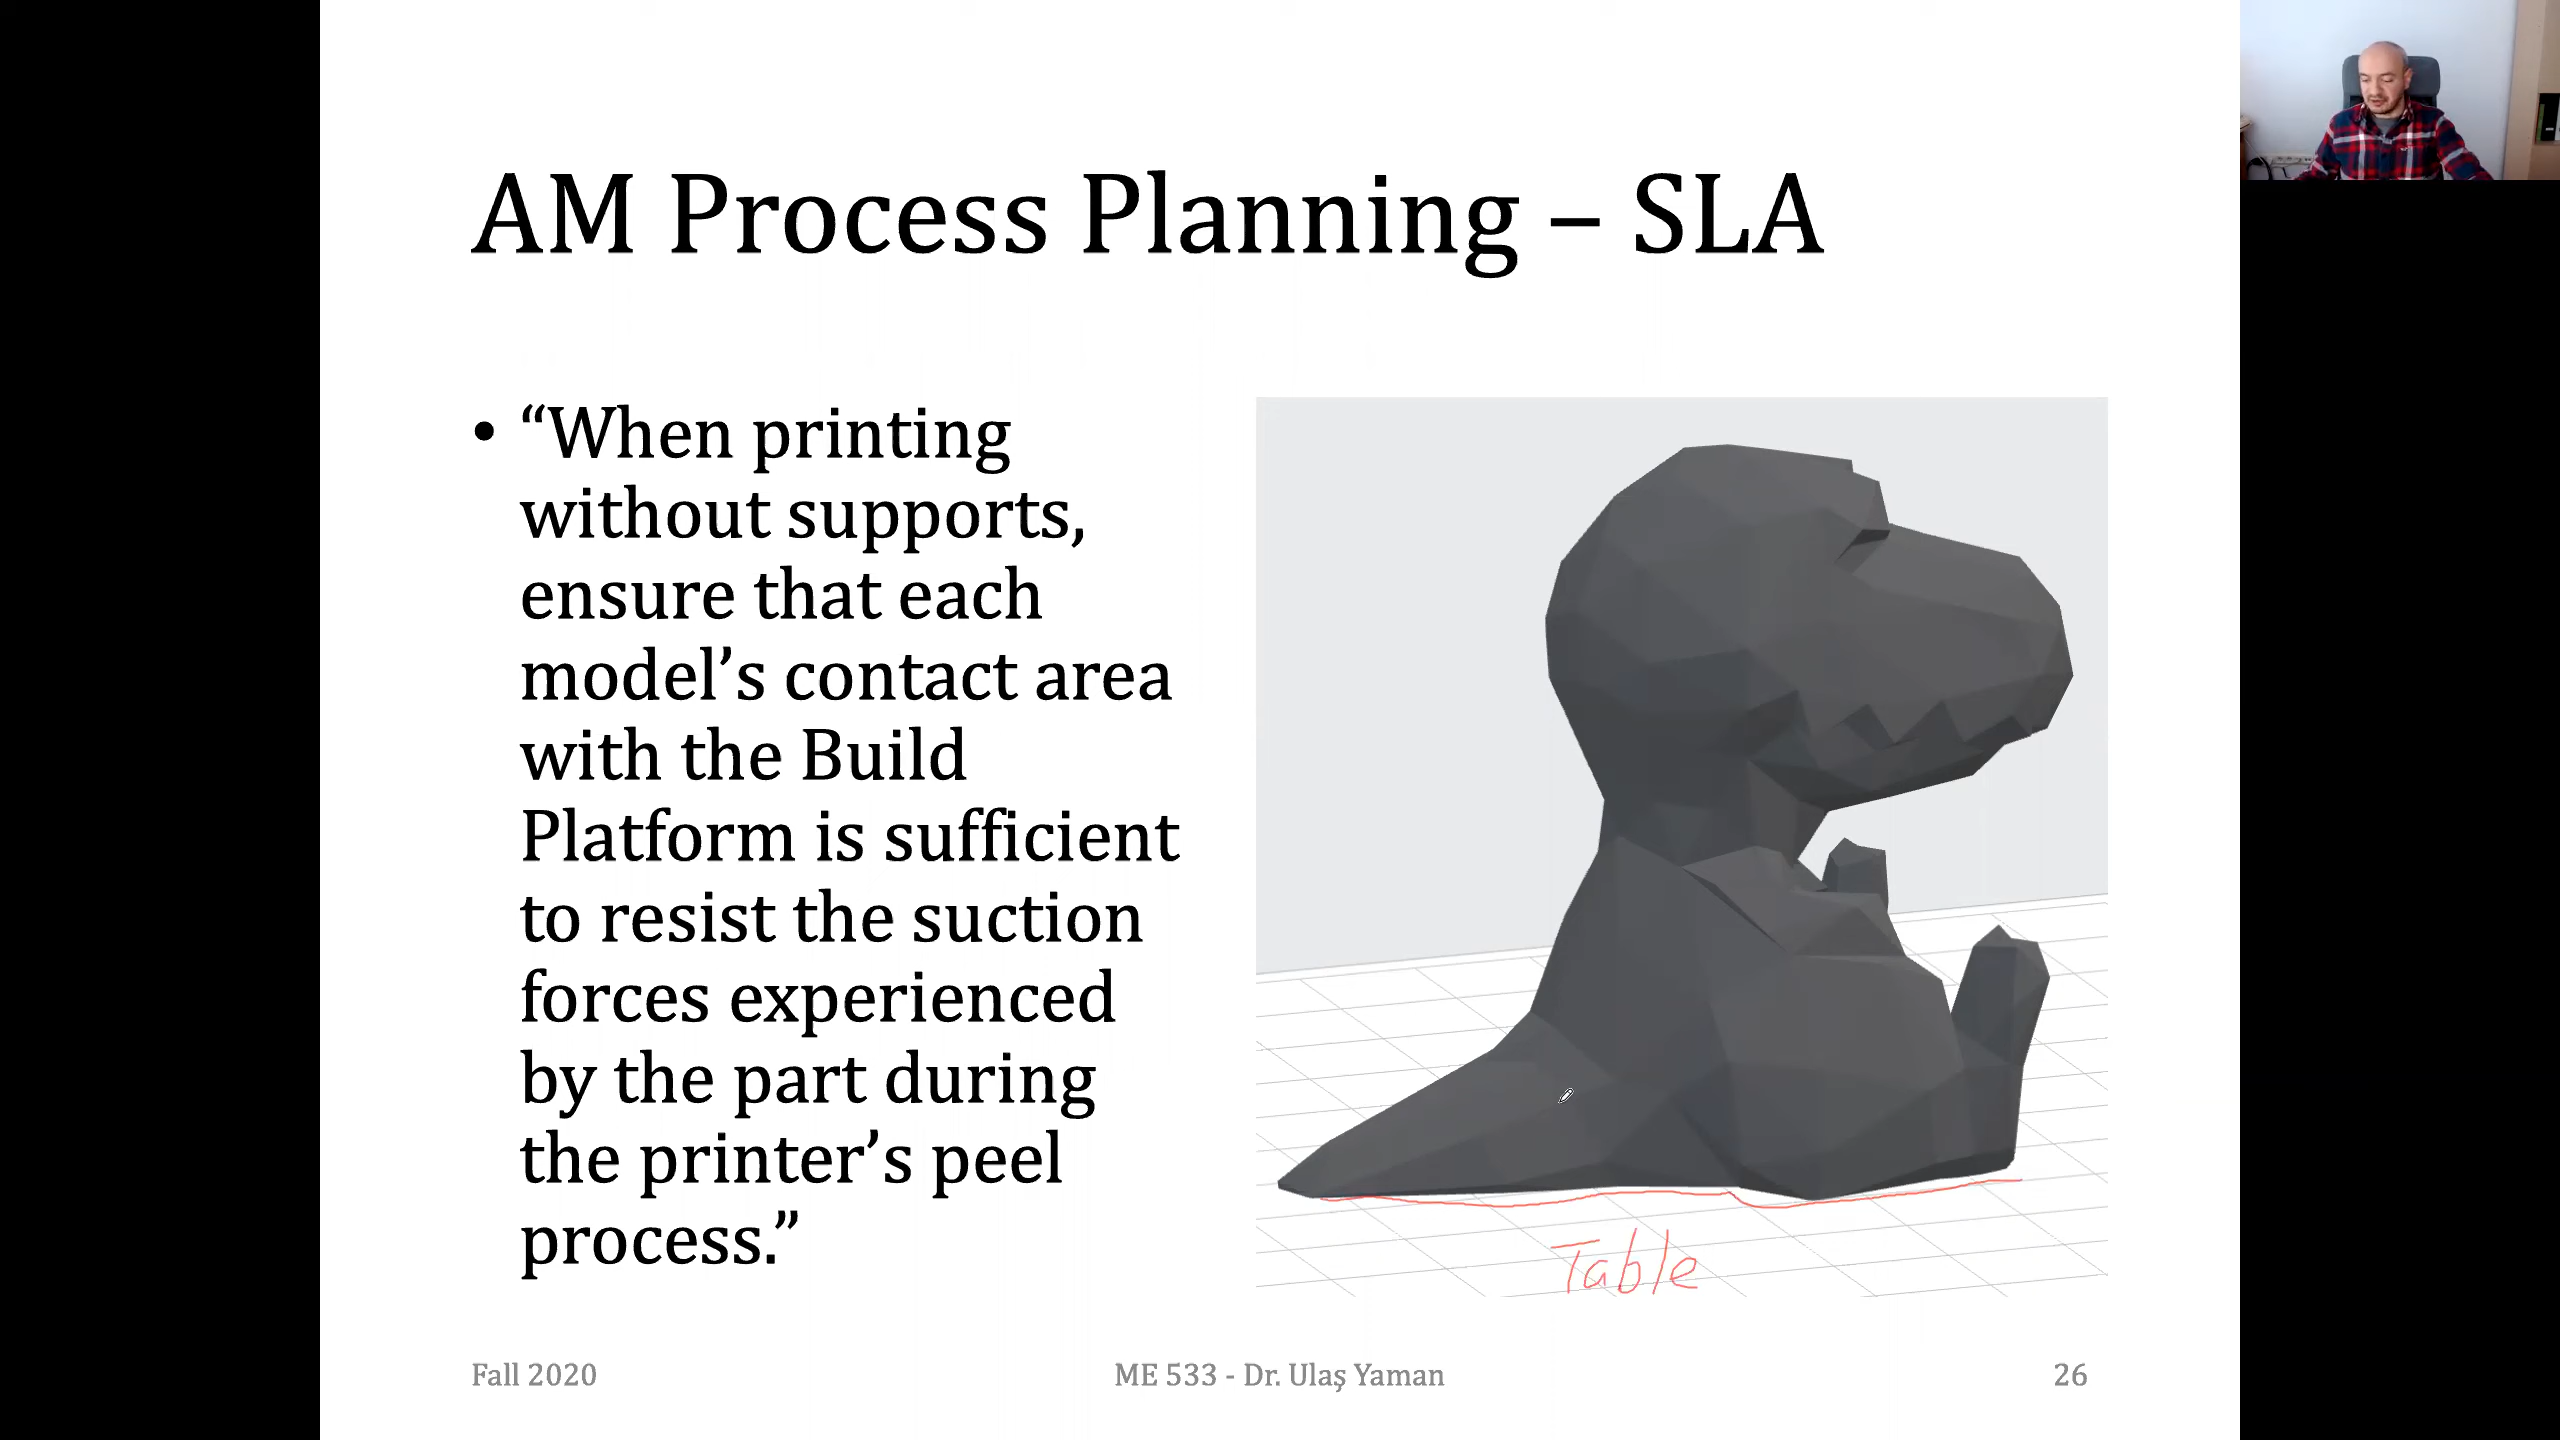 AM Process Planning – SLA
• “When printing
without supports,
ensure that each
model’s contact area
with the Build
Platform is sufficient
to resist the suction
forces experienced
by the part during
the printer’s peel
process.”
Table
Fall 2020
ME 533 - Dr. Ulaş Yaman
26